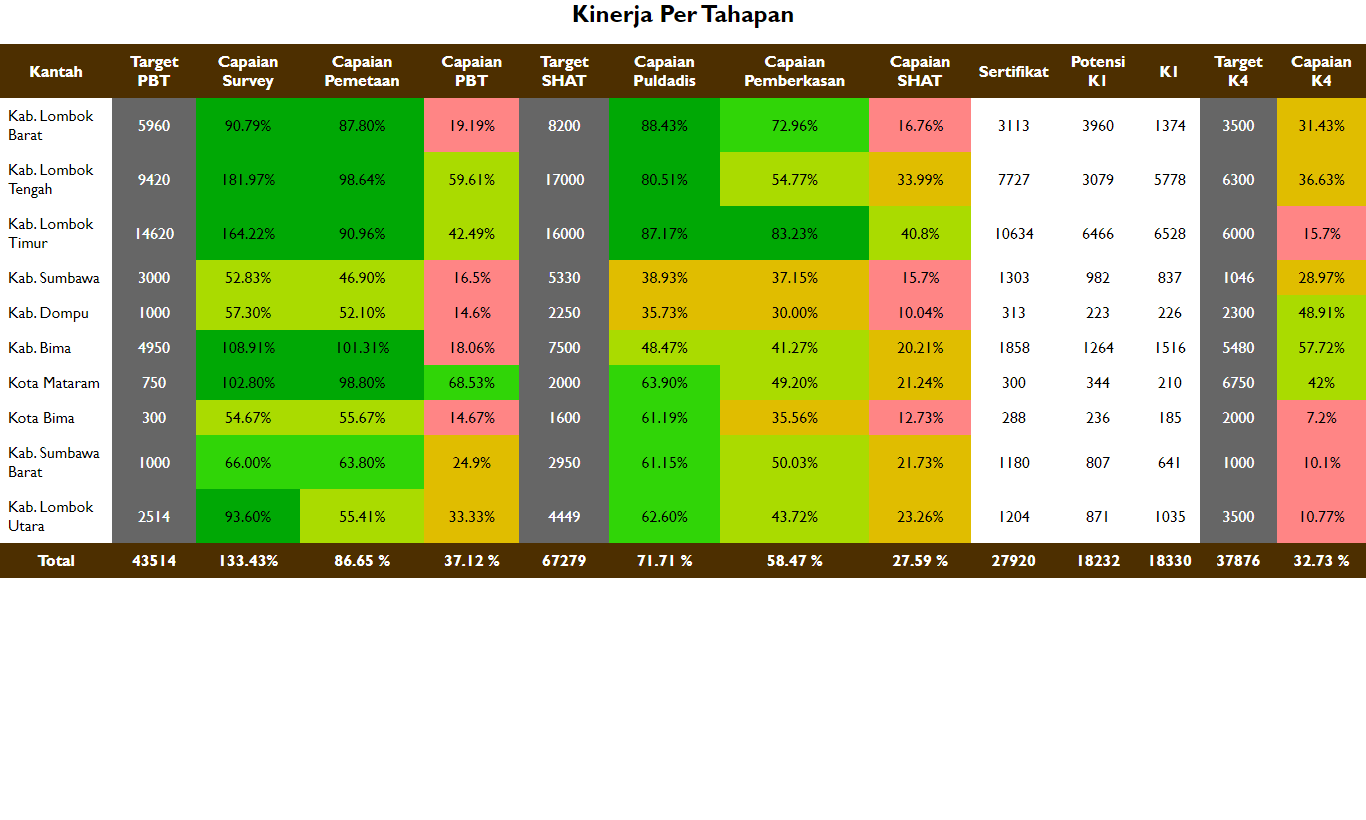 Kinerja Per Tahapan
Kantah Target PBT Capaian Survey Capaian Pemetaan Capaian PBT Target SHAT Capaian Puldadis Capaian Pemberkasan Capaian SHAT Sertifikat Potensi K1 K1 Target K4 Capaian K4
Kab. Lombok Barat 5960 90.79% 87.80% 19.19% 8200 88.43% 72.96% 16.76% 3113 3960 1374 3500 31.43%
Kab. Lombok Tengah 9420 181.97% 98.64% 59.61% 17000 80.51% 54.77% 33.99% 7727 3079 5778 6300 36.63%
Kab. Lombok Timur 14620 164.22% 90.96% 42.49% 16000 87.17% 83.23% 40.8% 10634 6466 6528 6000 15.7%
Kab. Sumbawa 3000 52.83% 46.90% 16.5% 5330 38.93% 37.15% 15.7% 1303 982 837 1046 28.97%
Kab. Dompu 1000 57.30% 52.10% 14.6% 2250 35.73% 30.00% 10.04% 313 223 226 2300 48.91%
Kab. Bima 4950 108.91% 101.31% 18.06% 7500 48.47% 41.27% 20.21% 1858 1264 1516 5480 57.72%
Kota Mataram 750 102.80% 98.80% 68.53% 2000 63.90% 49.20% 21.24% 300 344 210 6750 42%
Kota Bima 300 54.67% 55.67% 14.67% 1600 61.19% 35.56% 12.73% 288 236 185 2000 7.2%
Kab. Sumbawa Barat 1000 66.00% 63.80% 24.9% 2950 61.15% 50.03% 21.73% 1180 807 641 1000 10.1%
Kab. Lombok Utara 2514 93.60% 55.41% 33.33% 4449 62.60% 43.72% 23.26% 1204 871 1035 3500 10.77%
Total 43514 133.43% 86.65 % 37.12 % 67279 71.71 % 58.47 % 27.59 % 27920 18232 18330 37876 32.73 %